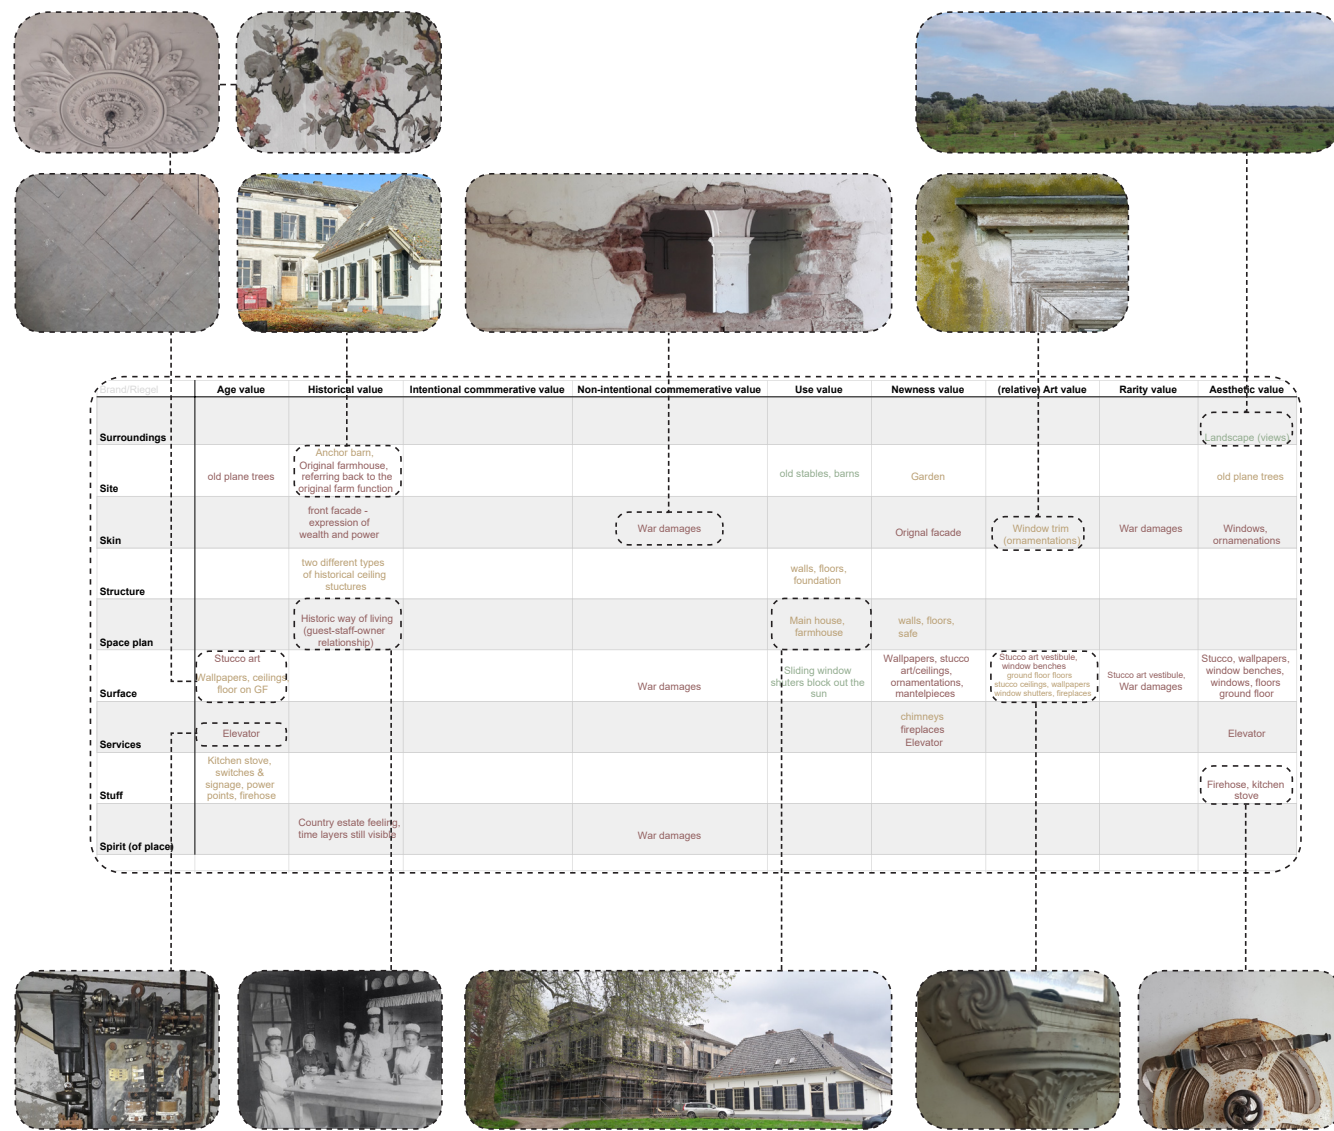 Brand/Riegel
Age value
Historical value
Intentional commmerative value
Non-intentional commemerative value
Use value
Newness value
(relative) Art value
Rarity value
Aesthetic value
Surroundings
Landscape (views)
Site
old plane trees
Anchor barn,
Original farmhouse,
referring back to the
original farm function
old stables, barns
Garden
old plane trees
Skin
front facade -
expression of
wealth and power
War damages
Orignal facade
Window trim
(ornamentations)
War damages
Windows,
ornamenations
Structure
two different types
of historical ceiling
stuctures
walls, floors,
foundation
Space plan
Historic way of living
(guest-staff-owner
relationship)
Main house,
farmhouse
walls, floors,
safe
Surface
Stucco art
Wallpapers, ceilings,
floor on GF
War damages
Sliding window
shuters block out the
sun
Wallpapers, stucco
art/ceilings,
ornamentations,
mantelpieces
Stucco art vestibule,
window benches
ground floor floors
stucco ceilings, wallpapers
window shutters, fireplaces
Stucco art vestibule,
War damages
Stucco, wallpapers,
window benches,
windows, floors
ground floor
Services
Elevator
chimneys
fireplaces
Elevator
Elevator
Stuff
Kitchen stove,
switches &
signage, power
points, firehose
Firehose, kitchen
stove
Spirit (of place)
Country estate feeling,
time layers still visible
War damages